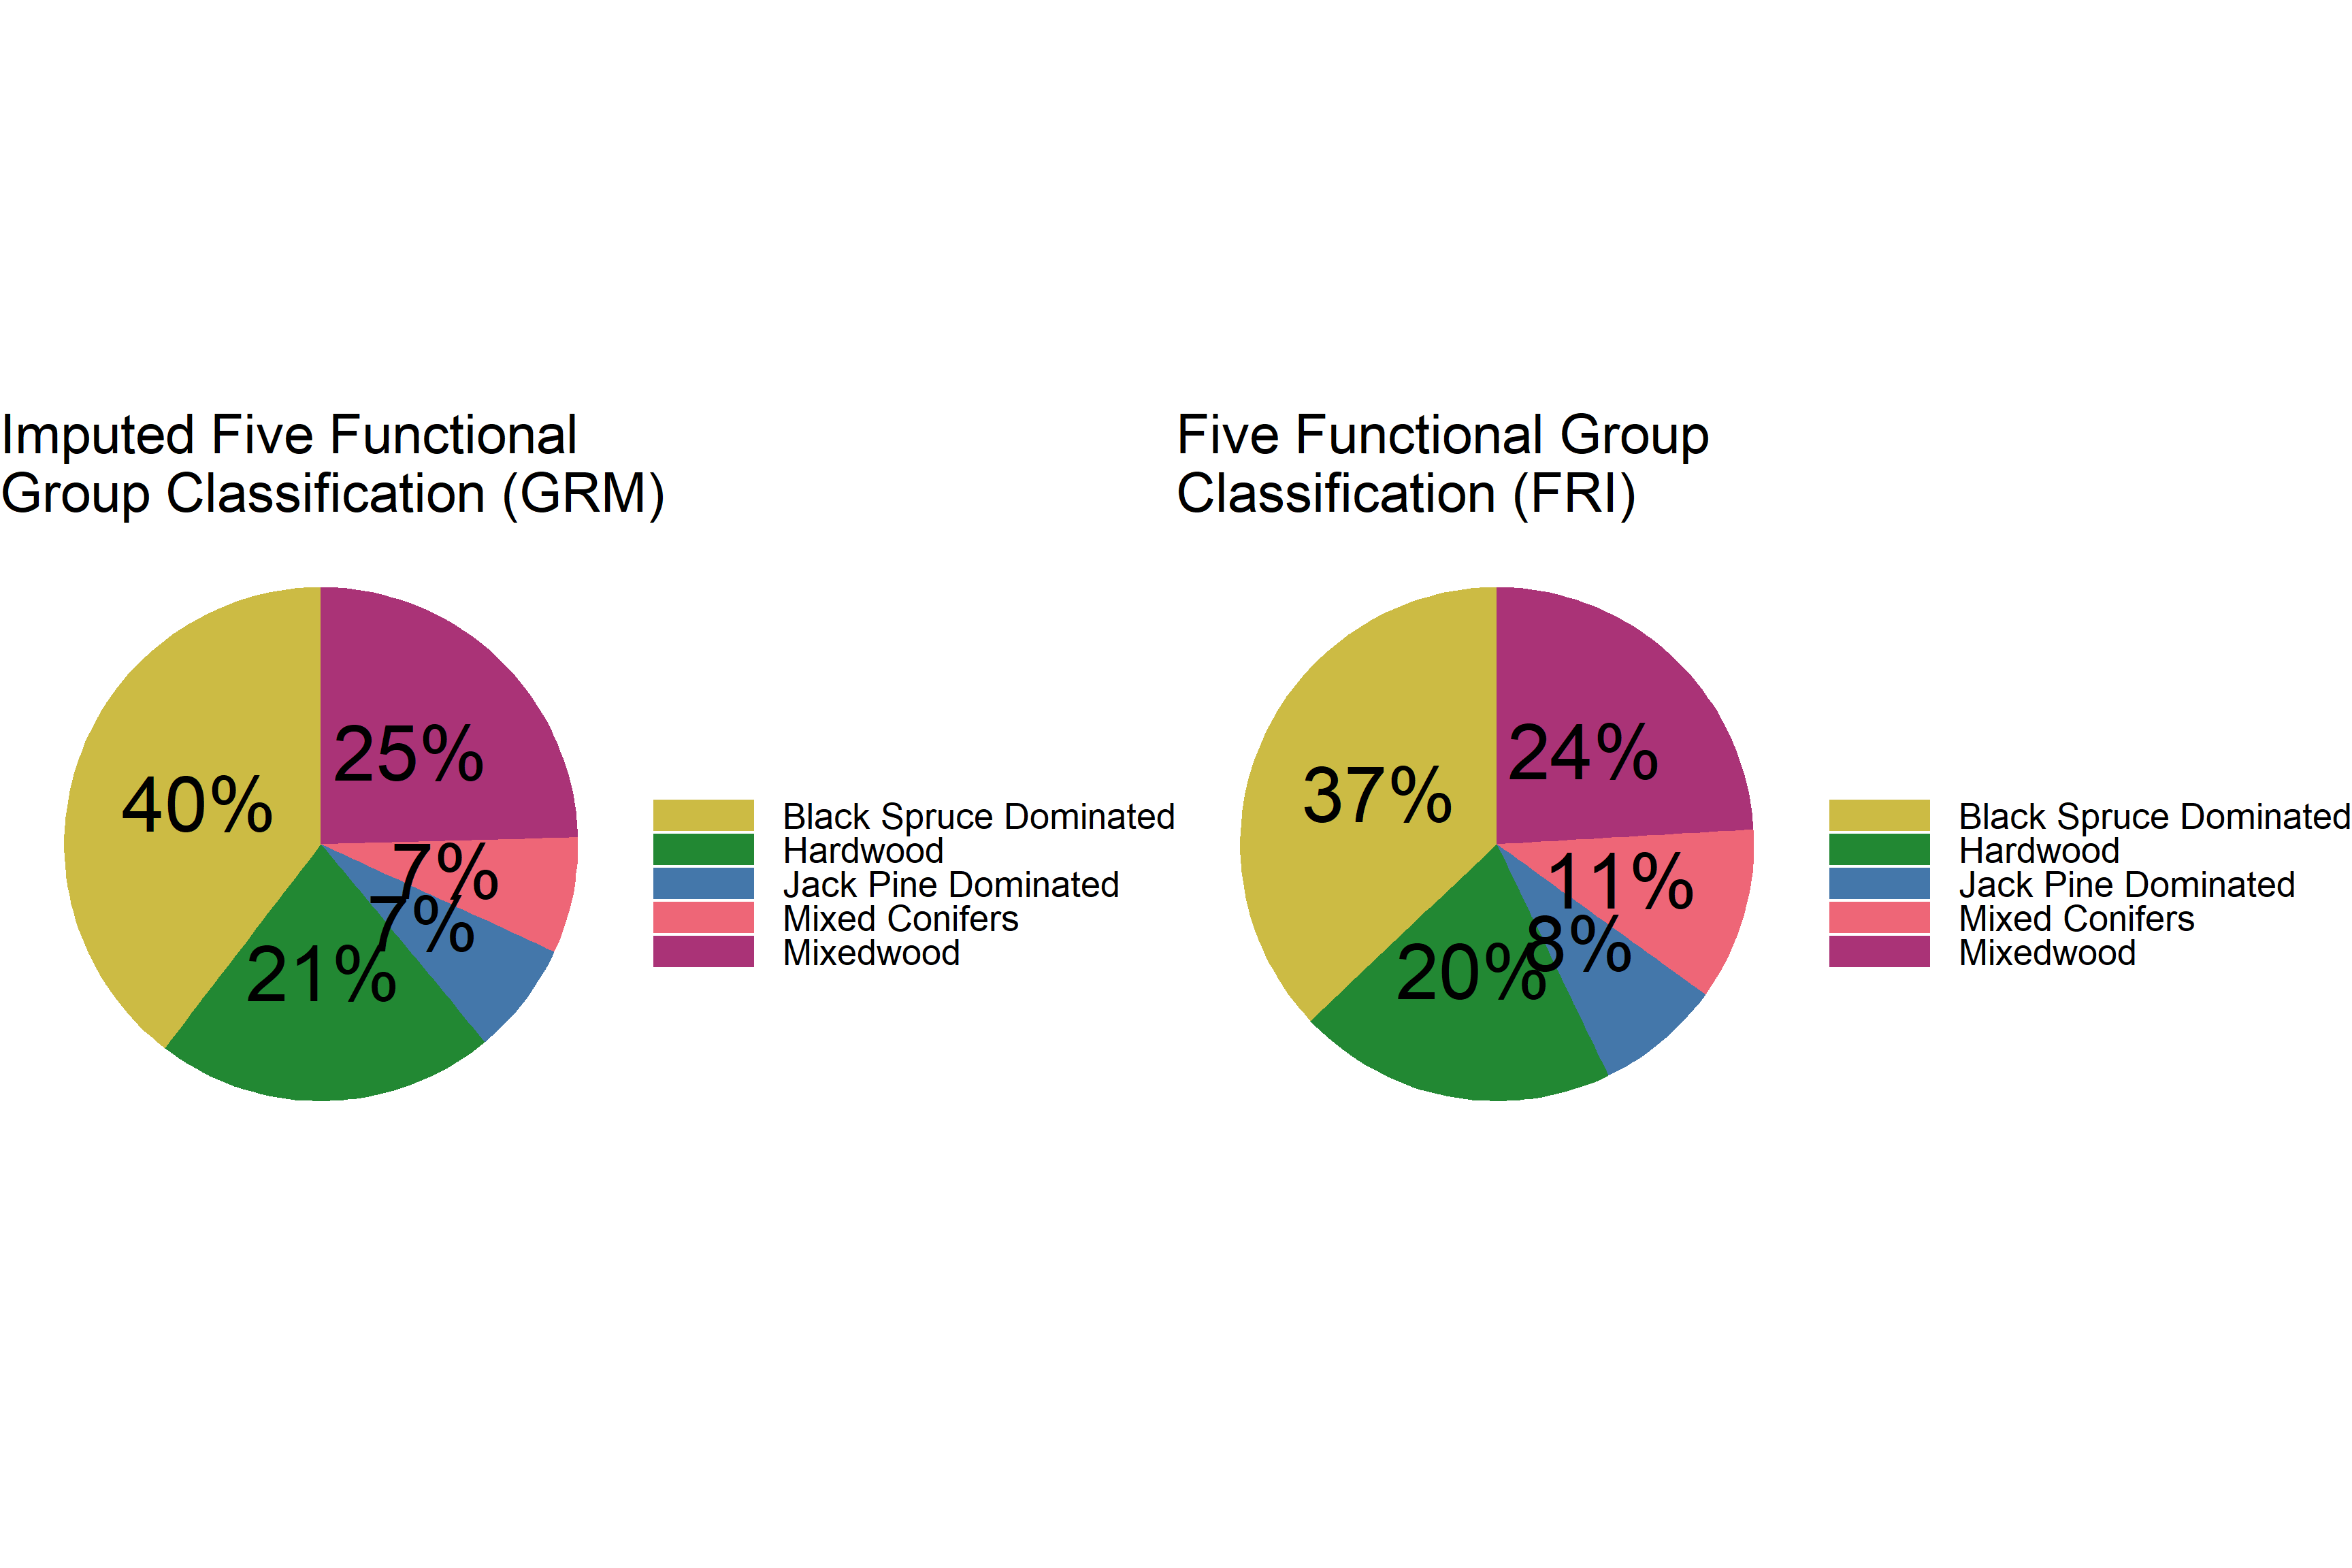 Imputed Five Functional
Group Classification (GRM)
25%
40%
7%
7%
21%
Black Spruce Dominated
Hardwood
Jack Pine Dominated
Mixed Conifers
Mixedwood
Five Functional Group
Classification (FRI)
24%
37%
11%
8%
20%
Black Spruce Dominated
Hardwood
Jack Pine Dominated
Mixed Conifers
Mixedwood